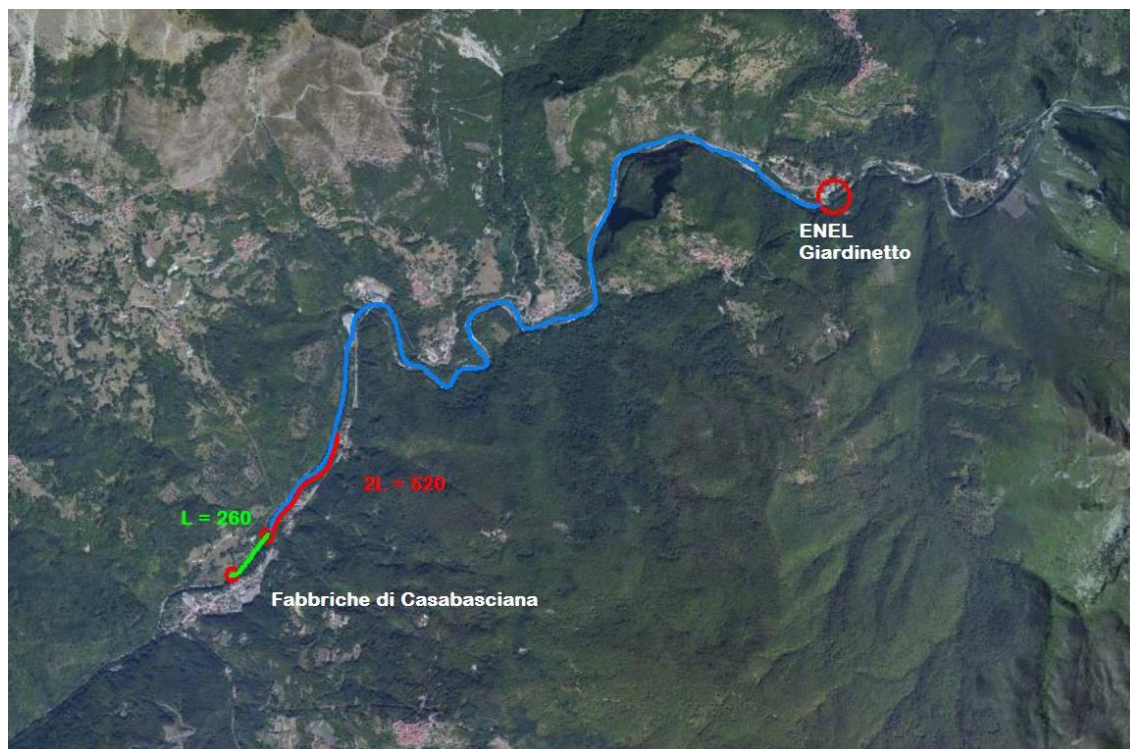 ENEL
Giardinetto
2L = 520
L = 260
Fabbriche di Casabasciana